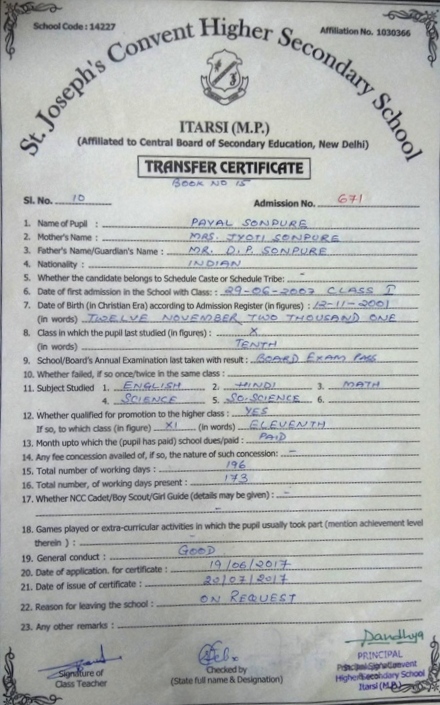 School Code : 14227
Affiliation No. 1030366
St. Joseph's Convent Higher Secondary School
ITARSI (M.P.)
(Affiliated to Central Board of Secondary Education, New Delhi)
TRANSFER CERTIFICATE
BOOK NO 15
Sl. No. 10 Admission No. 671
1. Name of Pupil : PAYAL SONPURE
2. Mother's Name : MRS. JYOTI SONPURE
3. Father's Name/Guardian's Name : MR. D.P. SONPURE
4. Nationality : INDIAN
5. Whether the candidate belongs to Schedule Caste or Schedule Tribe: -
6. Date of first admission in the School with Class : 29-06-2007 CLASS I
7. Date of Birth (in Christian Era) according to Admission Register (in figures) : 12-11-2001
(in words) TWELVE NOVEMBER TWO THOUSAND ONE
8. Class in which the pupil last studied (in figures) : X
(in words) TENTH
9. School/Board's Annual Examination last taken with result : BOARD EXAM PASS
10. Whether failed, if so once/twice in the same class :
11. Subject Studied 1. ENGLISH 2. HINDI 3. MATH
4. SCIENCE 5. SO.SCIENCE 6.
12. Whether qualified for promotion to the higher class : YES
If so, to which class (in figure) XI (in words) ELEVENTH
13. Month upto which the (pupil has paid) school dues/paid : PAID
14. Any fee concession availed of, if so, the nature of such concession: -
15. Total number of working days : 196
16. Total number of working days present : 173
17. Whether NCC Cadet/Boy Scout/Girl Guide (details may be given) : -
18. Games played or extra-curricular activities in which the pupil usually took part (mention achievement level
therein ) : -
19. General conduct : GOOD
20. Date of application. for certificate : 19/06/2017
21. Date of issue of certificate : 20/07/2017
22. Reason for leaving the school : ON REQUEST
23. Any other remarks :
Signature of
Class Teacher
Checked by
(State full name & Designation)
PRINCIPAL
Higher Secondary School
Itarsi (M.P.)